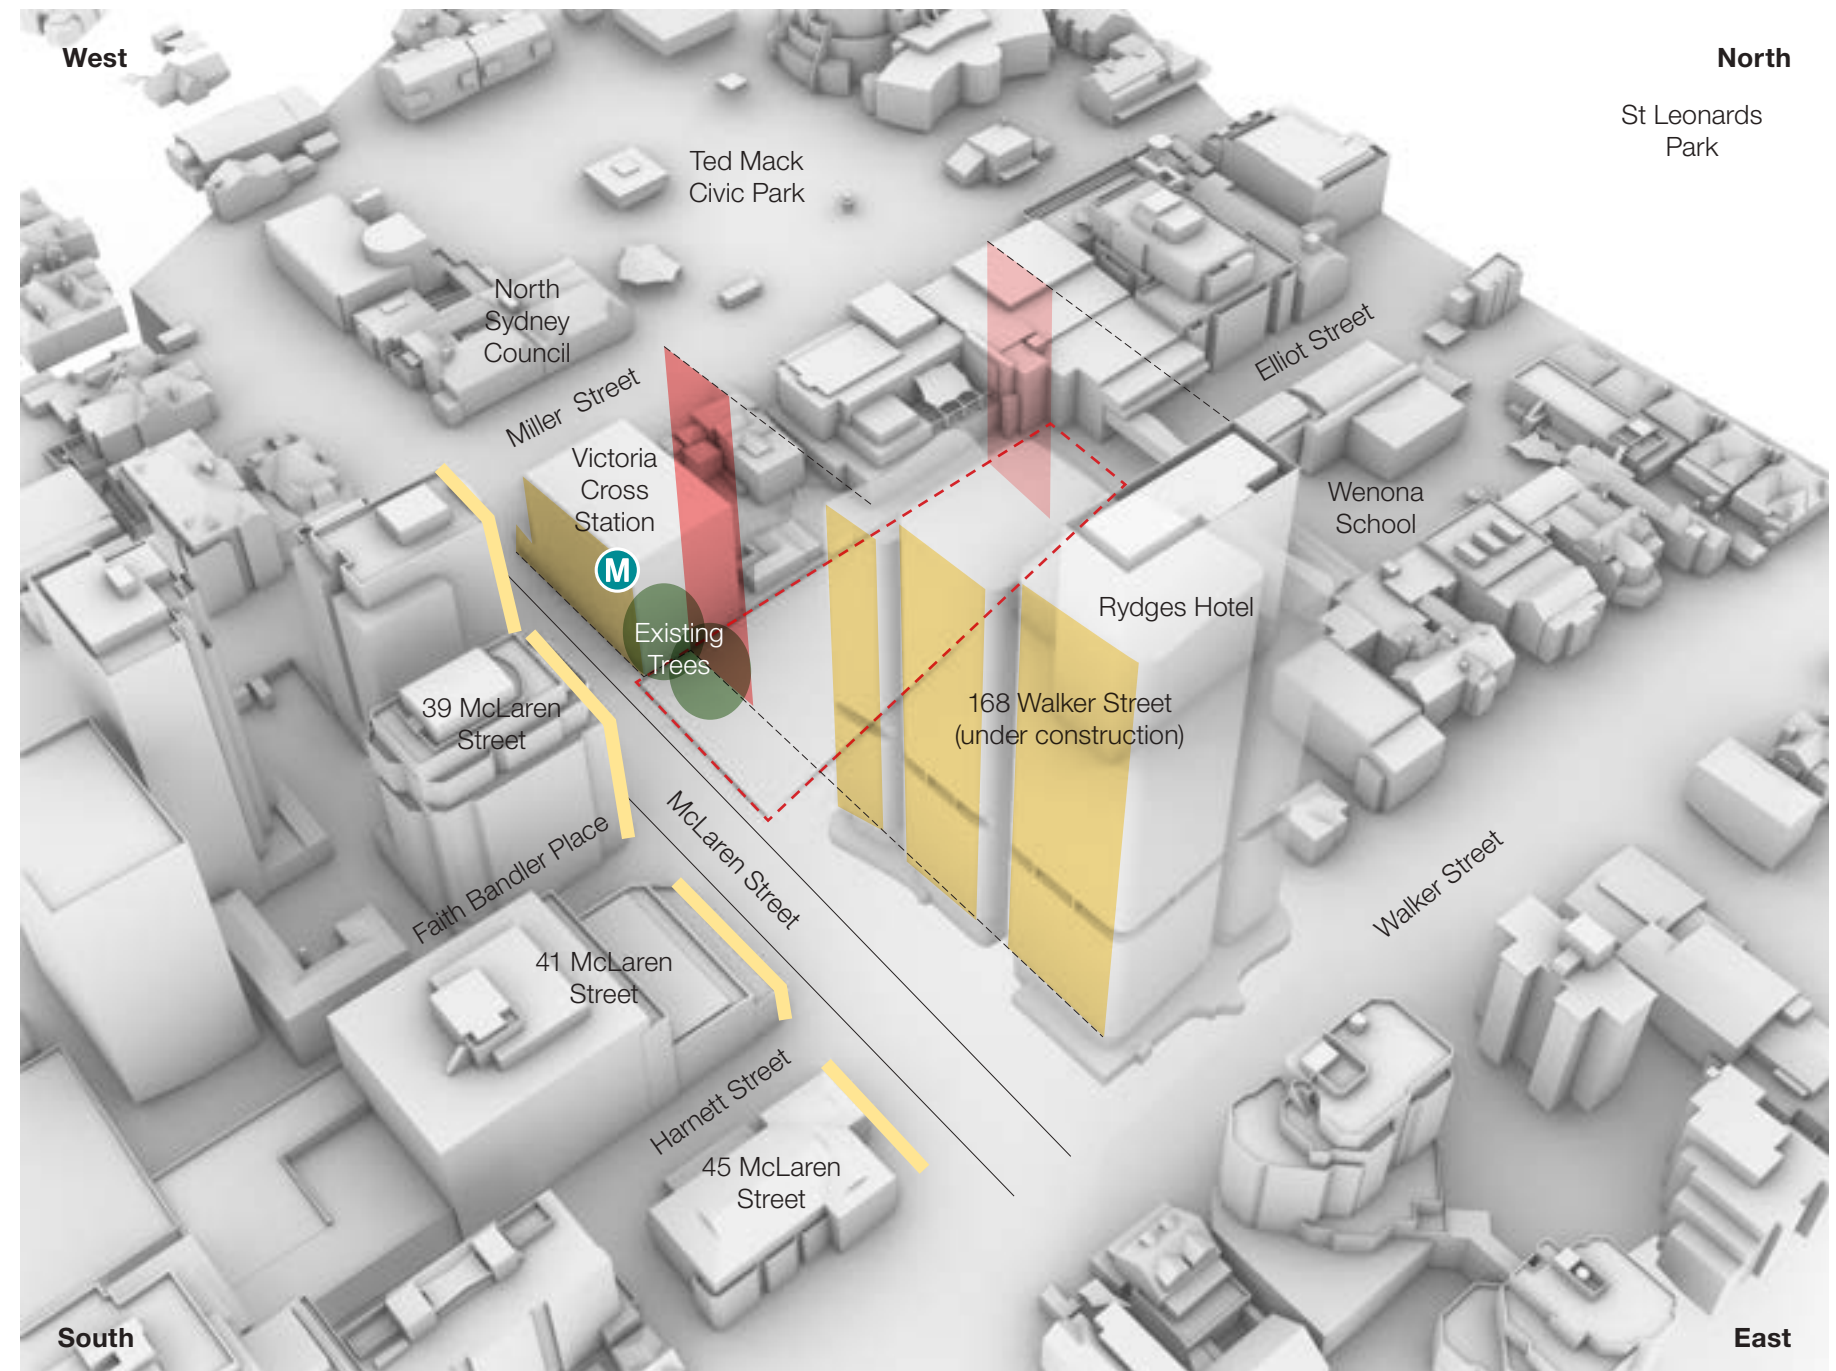 West
North
St Leonards
Park
Ted Mack
Civic Park
North
Sydney
Council
Elliot Street
Miller Street
Victoria
Cross
Station
M
Wenona
School
Rydges Hotel
Existing
Trees
39 McLaren
Street
168 Walker Street
(under construction)
McLaren Street
Faith Bandler Place
Walker Street
41 McLaren
Street
Harnett Street
45 McLaren
Street
South
East